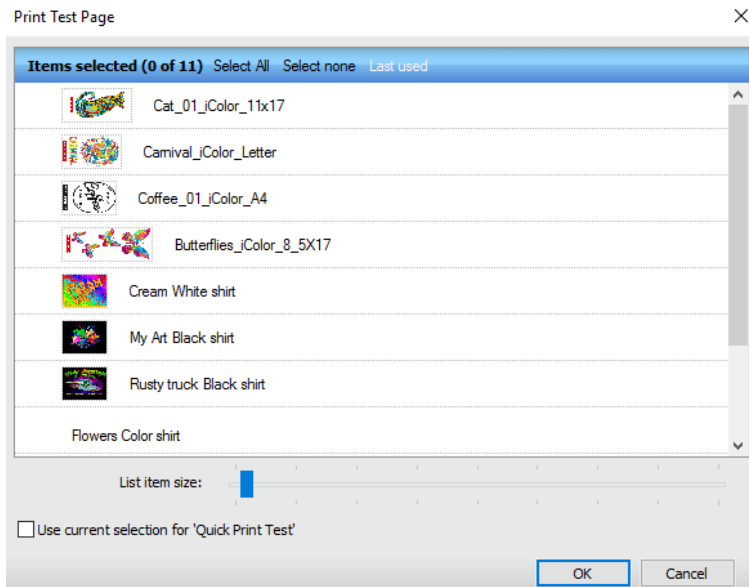 Print Test Page
Items selected (0 of 11) Select All Select none Last used
Cat_01_iColor_11x17
Carnival_iColor_Letter
Coffee_01_iColor_A4
Butterflies_iColor_8_5X17
Cream White shirt
My Art Black shirt
Rusty truck Black shirt
Flowers Color shirt
List item size:
Use current selection for 'Quick Print Test'
OK Cancel